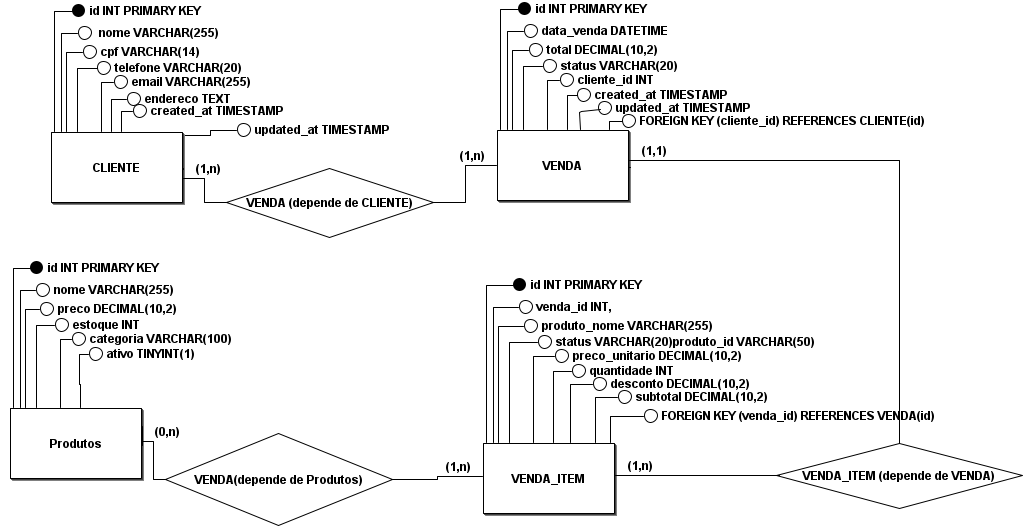 id INT PRIMARY KEY
nome VARCHAR(255)
cpf VARCHAR(14)
telefone VARCHAR(20)
email VARCHAR(255)
endereco TEXT
created_at TIMESTAMP
updated_at TIMESTAMP
CLIENTE
(1,n)
VENDA (depende de CLIENTE)
(1,n)
id INT PRIMARY KEY
data_venda DATETIME
total DECIMAL(10,2)
status VARCHAR(20)
cliente_id INT
created_at TIMESTAMP
updated_at TIMESTAMP
FOREIGN KEY (cliente_id) REFERENCES CLIENTE(id)
VENDA
(1,1)
id INT PRIMARY KEY
nome VARCHAR(255)
preco DECIMAL(10,2)
estoque INT
categoria VARCHAR(100)
ativo TINYINT(1)
Produtos
(0,n)
VENDA(depende de Produtos)
(1,n)
id INT PRIMARY KEY
venda_id INT,
produto_nome VARCHAR(255)
status VARCHAR(20)produto_id VARCHAR(50)
preco_unitario DECIMAL(10,2)
quantidade INT
desconto DECIMAL(10,2)
subtotal DECIMAL(10,2)
FOREIGN KEY (venda_id) REFERENCES VENDA(id)
VENDA_ITEM
(1,n)
VENDA_ITEM (depende de VENDA)